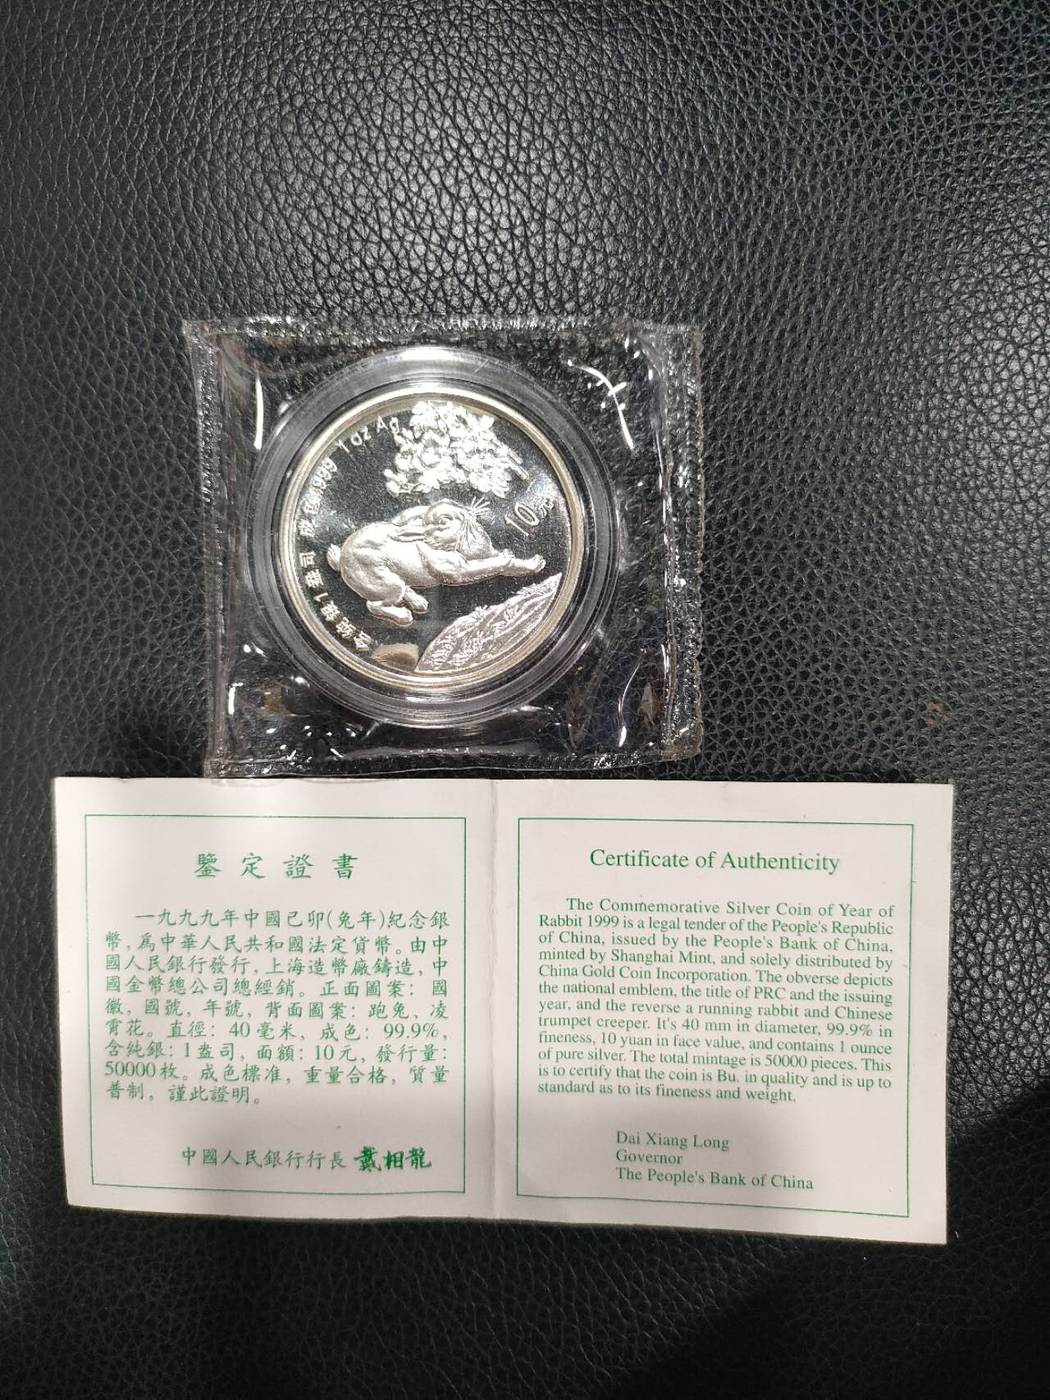 1 oz Ag
999
10元
含純銀1盎司
鑒定證書
一九九九年中國己卯(兔年)紀念銀
幣,爲中華人民共和國法定貨幣。由中
國人民銀行發行,上海造幣廠鑄造,中
國金幣總公司總經銷。正面圖案:國
徽,國號,年號,背面圖案:跑兔、凌
霄花。直徑:40毫米,成色:99.9%,
含純銀:1盎司,面額:10元,發行量:
50000枚。成色標准,重量合格,質量
普制,謹此證明。
中國人民銀行行長 戴相龍
Certificate of Authenticity
The Commemorative Silver Coin of Year of
Rabbit 1999 is a legal tender of the People's Republic
of China, issued by the People's Bank of China,
minted by Shanghai Mint, and solely distributed by
China Gold Coin Incorporation. The obverse depicts
the national emblem, the title of PRC and the issuing
year, and the reverse a running rabbit and Chinese
trumpet creeper. It's 40 mm in diameter, 99.9% in
fineness, 10 yuan in face value, and contains 1 ounce
of pure silver. The total mintage is 50000 pieces. This
is to certify that the coin is Bu. in quality and is up to
standard as to its fineness and weight.
Dai Xiang Long
Governor
The People's Bank of China